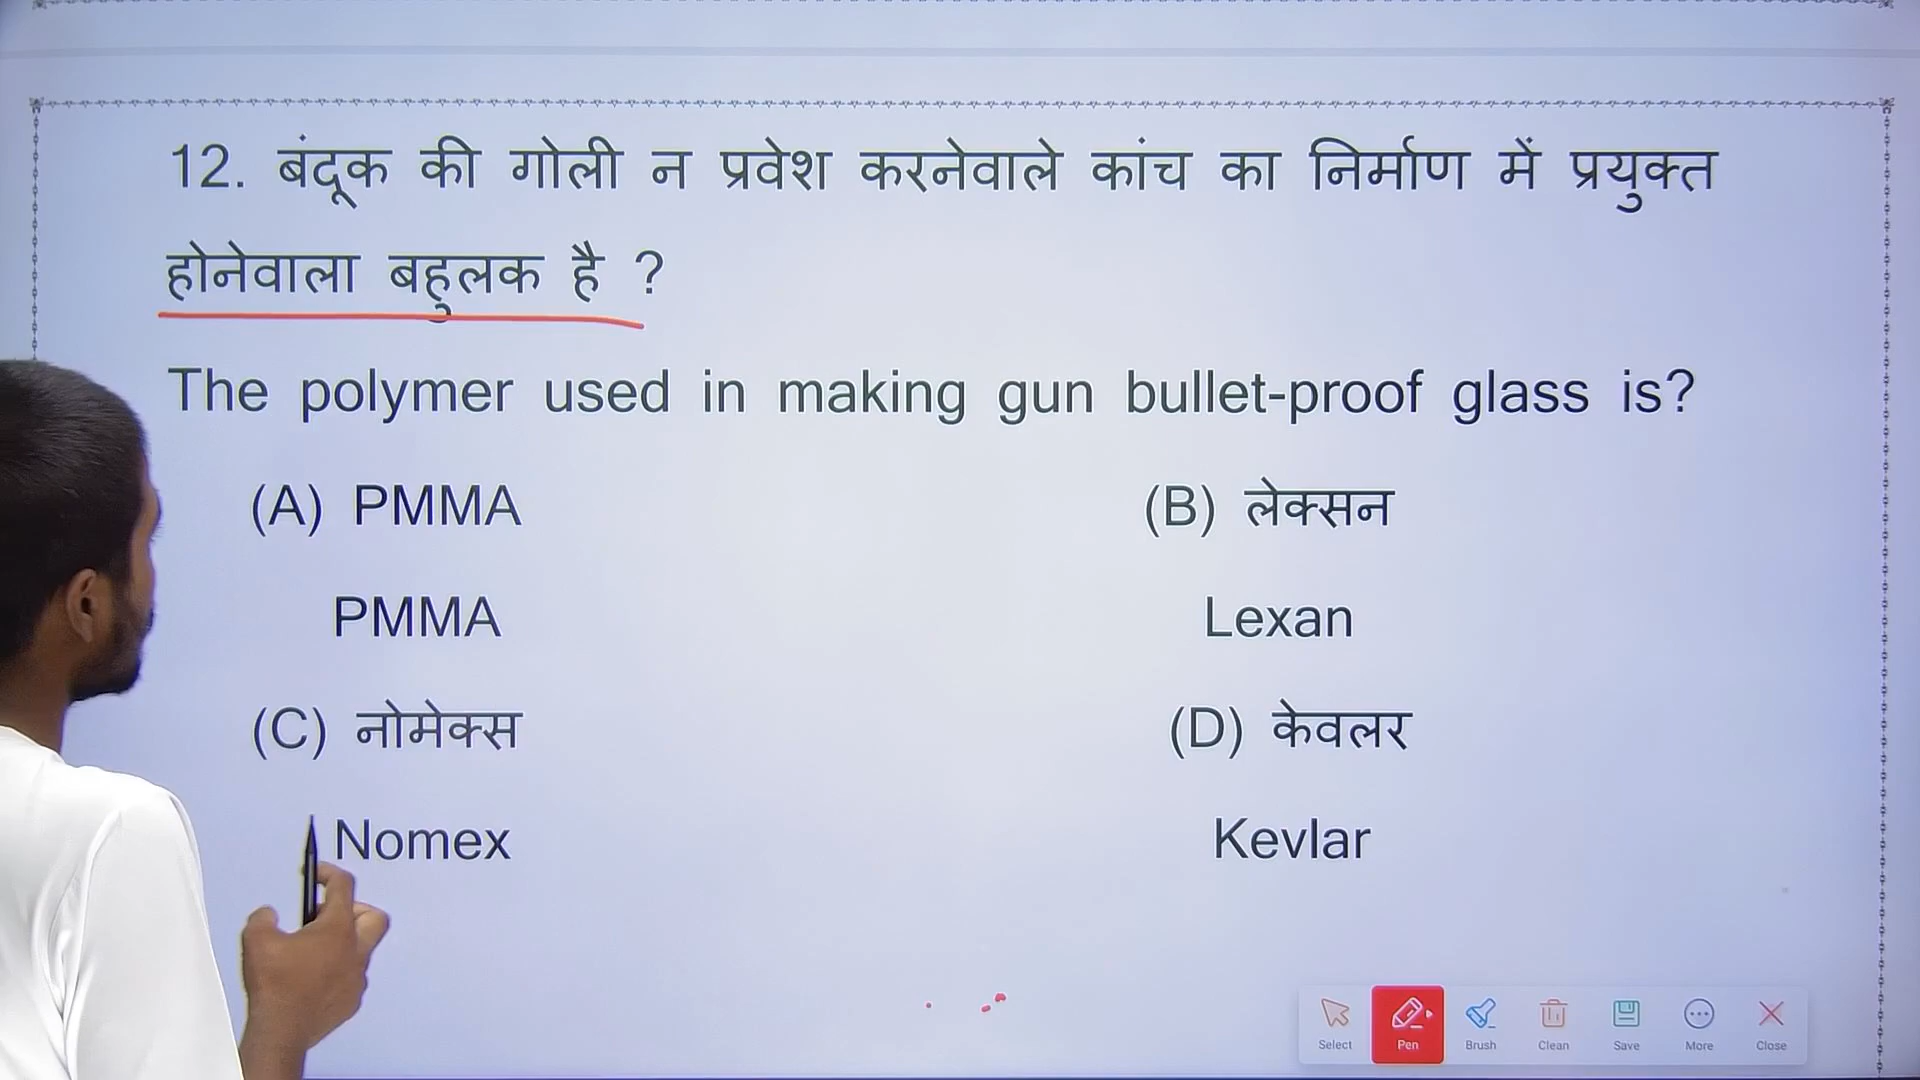 12. बंदूक की गोली न प्रवेश करनेवाले कांच का निर्माण में प्रयुक्त
होनेवाला बहुलक है ?
The polymer used in making gun bullet-proof glass is?
(A) PMMA (B) लेक्सन
PMMA Lexan
(C) नोमेक्स (D) केवलर
Nomex Kevlar
Select Pen Brush Clean Save More Close